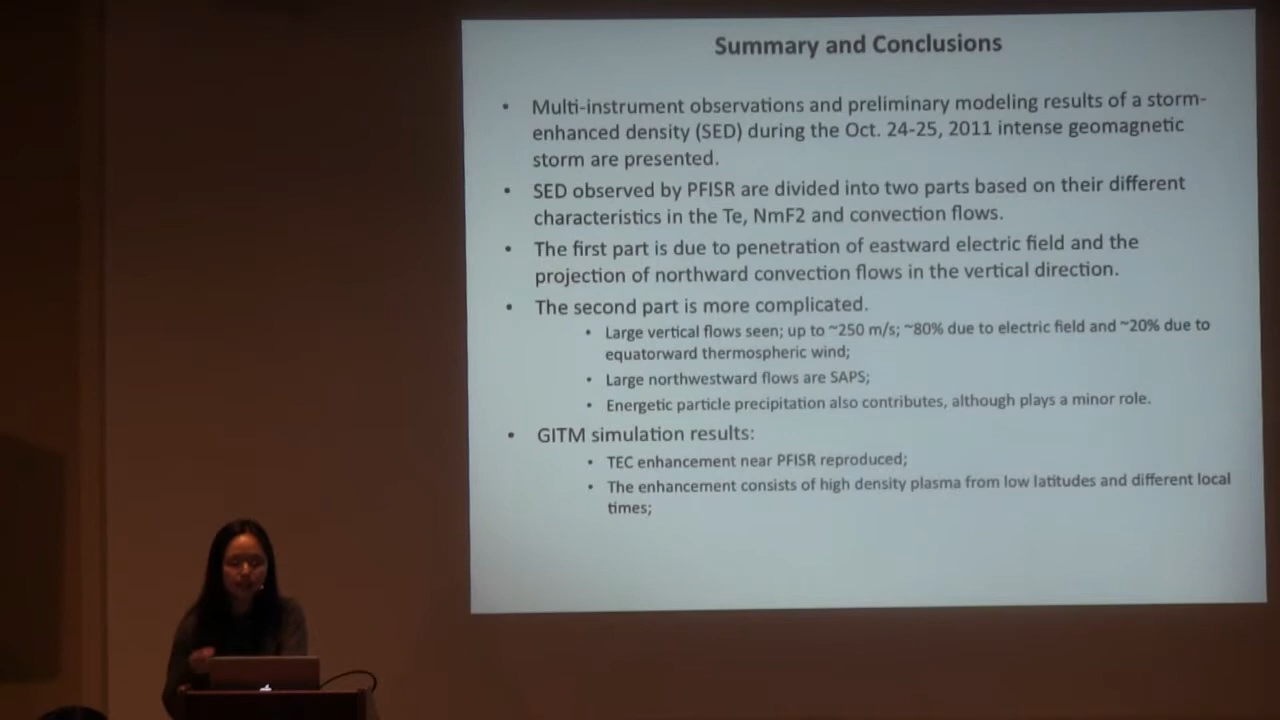 Summary and Conclusions
• Multi-instrument observations and preliminary modeling results of a storm-
enhanced density (SED) during the Oct. 24-25, 2011 intense geomagnetic
storm are presented.
• SED observed by PFISR are divided into two parts based on their different
characteristics in the Te, NmF2 and convection flows.
• The first part is due to penetration of eastward electric field and the
projection of northward convection flows in the vertical direction.
• The second part is more complicated.
• Large vertical flows seen; up to ~250 m/s; ~80% due to electric field and ~20% due to
equatorward thermospheric wind;
• Large northwestward flows are SAPS;
• Energetic particle precipitation also contributes, although plays a minor role.
• GITM simulation results:
• TEC enhancement near PFISR reproduced;
• The enhancement consists of high density plasma from low latitudes and different local
times;